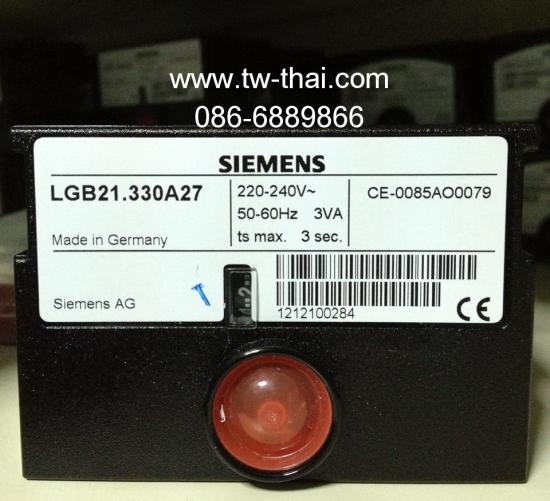 www.tw-thai.com
086-6889866
SIEMENS
LGB21.330A27
220-240V~
50-60Hz 3VA
ts max. 3 sec.
CE-0085AO0079
Made in Germany
Siemens AG
1212100284
CE